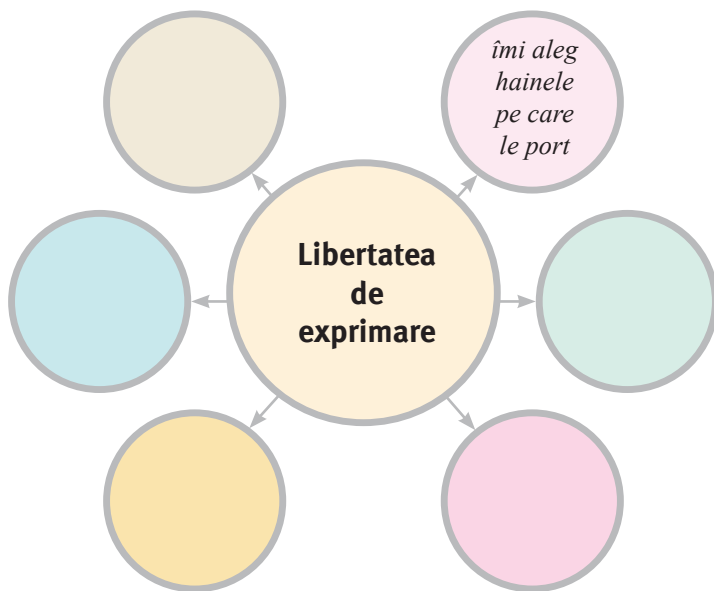 îmi aleg
hainele
pe care
le port
Libertatea
de
exprimare